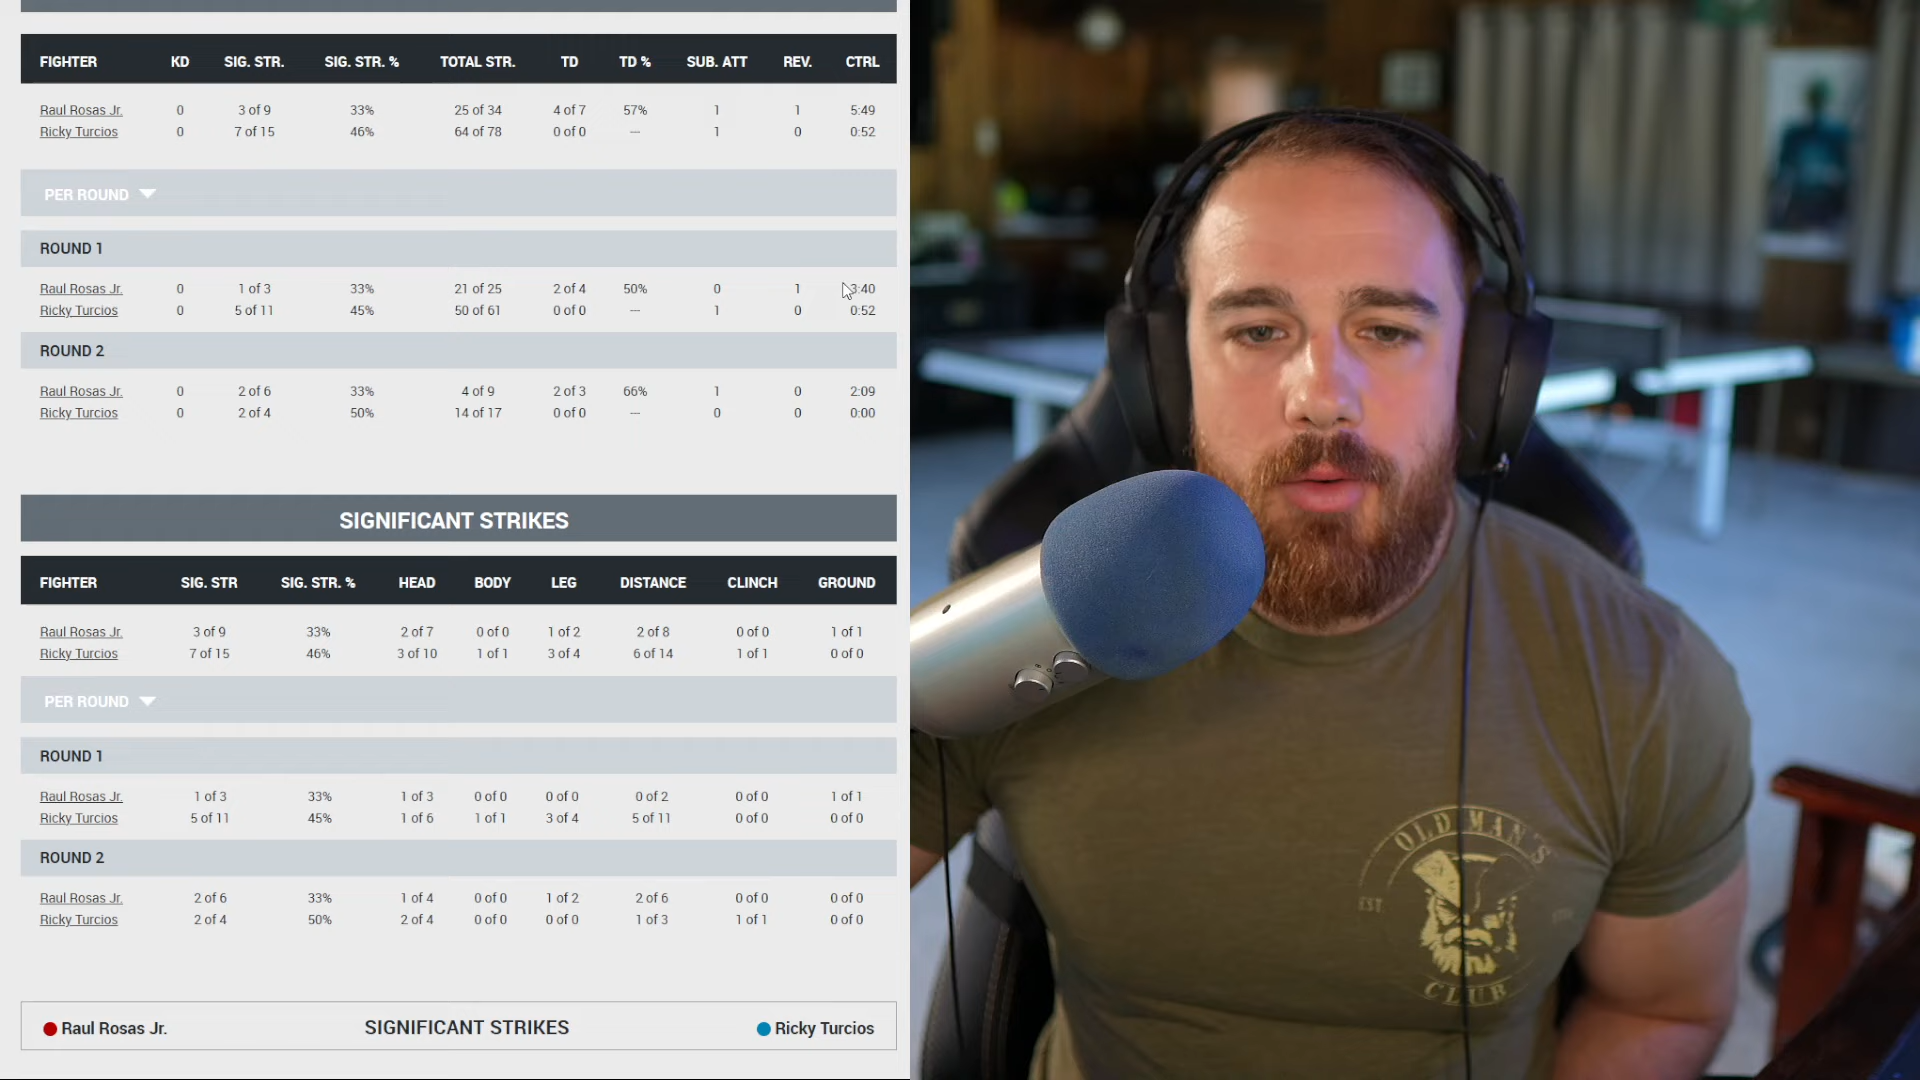 FIGHTER KD SIG. STR. SIG. STR. % TOTAL STR. TD TD % SUB. ATT REV. CTRL
Raul Rosas Jr. 0 3 of 9 33% 25 of 34 4 of 7 57% 1 1 5:49
Ricky Turcios 0 7 of 15 46% 64 of 78 0 of 0 --- 1 0 0:52
PER ROUND
ROUND 1
Raul Rosas Jr. 0 1 of 3 33% 21 of 25 2 of 4 50% 0 1 3:40
Ricky Turcios 0 5 of 11 45% 50 of 61 0 of 0 --- 1 0 0:52
ROUND 2
Raul Rosas Jr. 0 2 of 6 33% 4 of 9 2 of 3 66% 1 0 2:09
Ricky Turcios 0 2 of 4 50% 14 of 17 0 of 0 --- 0 0 0:00
SIGNIFICANT STRIKES
FIGHTER SIG. STR SIG. STR. % HEAD BODY LEG DISTANCE CLINCH GROUND
Raul Rosas Jr. 3 of 9 33% 2 of 7 0 of 0 1 of 2 2 of 8 0 of 0 1 of 1
Ricky Turcios 7 of 15 46% 3 of 10 1 of 1 3 of 4 6 of 14 1 of 1 0 of 0
PER ROUND
ROUND 1
Raul Rosas Jr. 1 of 3 33% 1 of 3 0 of 0 0 of 0 0 of 2 0 of 0 1 of 1
Ricky Turcios 5 of 11 45% 1 of 6 1 of 1 3 of 4 5 of 11 0 of 0 0 of 0
ROUND 2
Raul Rosas Jr. 2 of 6 33% 1 of 4 0 of 0 1 of 2 2 of 6 0 of 0 0 of 0
Ricky Turcios 2 of 4 50% 2 of 4 0 of 0 0 of 0 1 of 3 1 of 1 0 of 0
Raul Rosas Jr. SIGNIFICANT STRIKES Ricky Turcios
OLD MAN'S
EST
CLUB